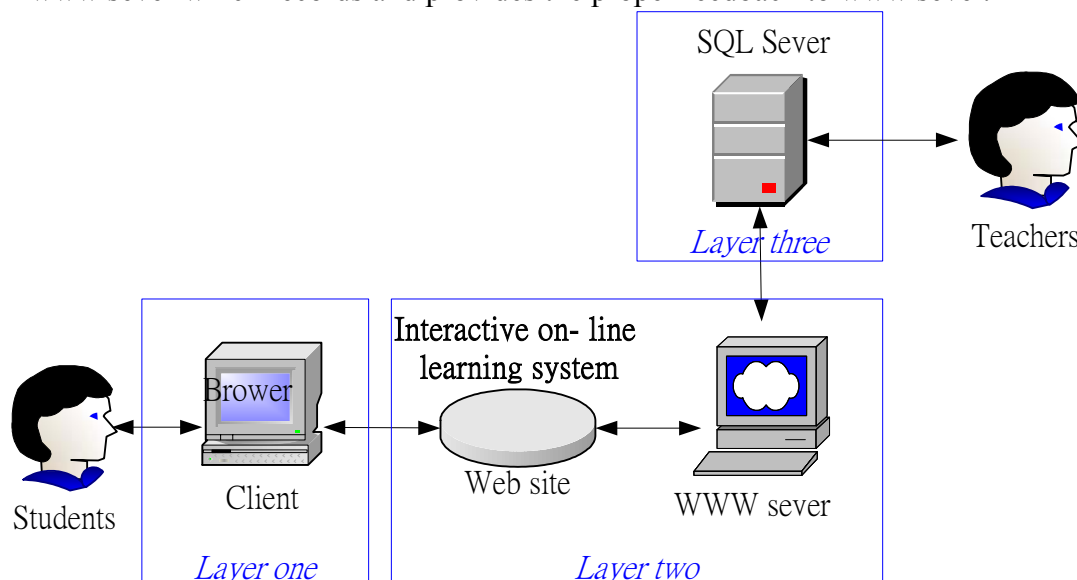 SQL Sever
Layer three
Teachers
Interactive on- line
learning system
Brower
Client
Web site
WWW sever
Students
Layer one
Layer two